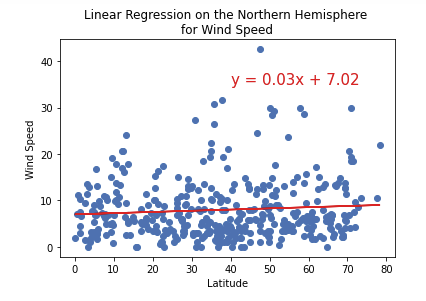 Linear Regression on the Northern Hemisphere
for Wind Speed
y = 0.03x + 7.02
Wind Speed
40
30
20
10
0
0 10 20 30 40 50 60 70 80
Latitude